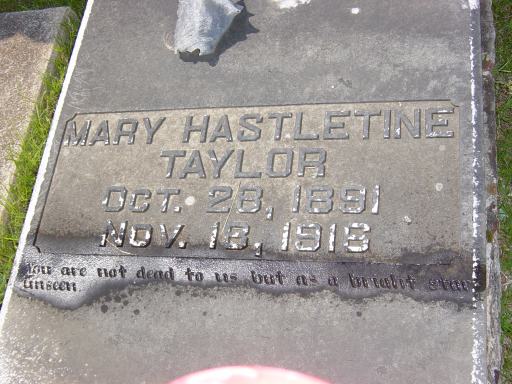 MARY HASTLETINE
TAYLOR
OCT. 28, 1891
NOV. 13, 1918
You are not dead to us but as a bright star
unseen